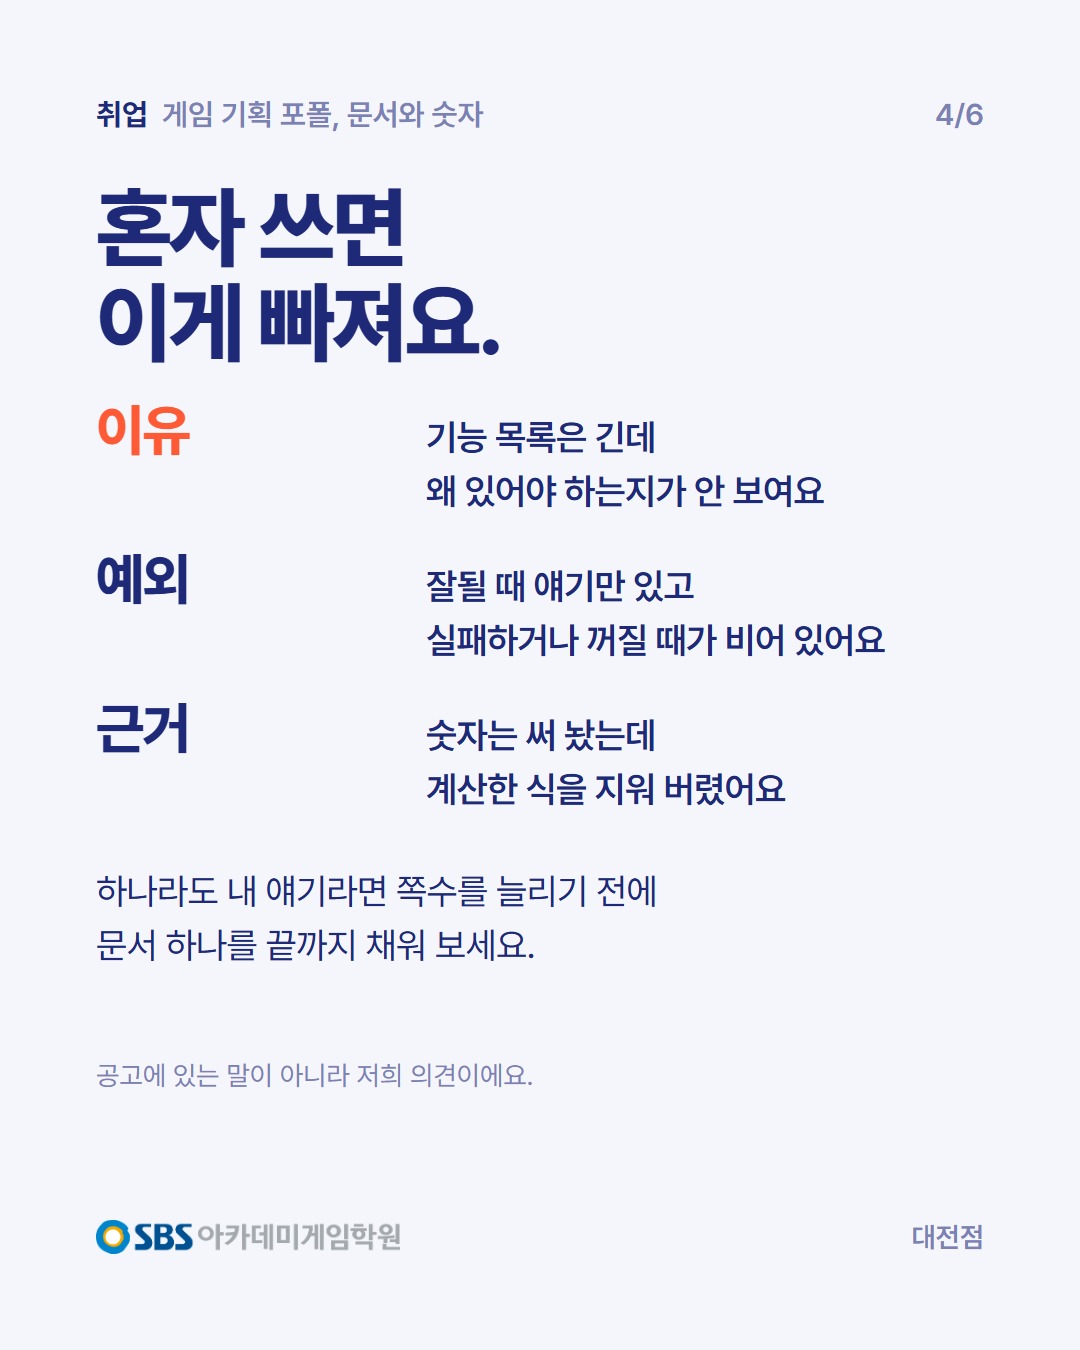 취업 게임 기획 포폴, 문서와 숫자
4/6
혼자 쓰면
이게 빠져요.
이유
기능 목록은 긴데
왜 있어야 하는지가 안 보여요
예외
잘될 때 얘기만 있고
실패하거나 꺼질 때가 비어 있어요
근거
숫자는 써 놨는데
계산한 식을 지워 버렸어요
하나라도 내 얘기라면 쪽수를 늘리기 전에
문서 하나를 끝까지 채워 보세요.
공고에 있는 말이 아니라 저희 의견이에요.
SBS 아카데미게임학원
대전점